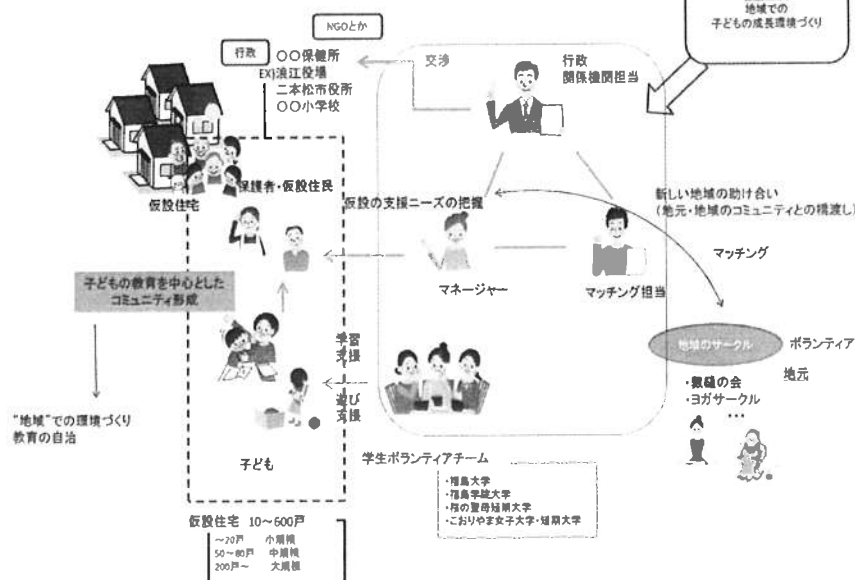 地域での
子どもの成長環境づくり
NGOとか
行政
〇〇保健所
EX)浪江役場
二本松市役所
〇〇小学校
交渉
行政
関係機関担当
仮設住宅
保護者・仮設住民
仮設の支援ニーズの把握
新しい地域の助け合い
(地元・地域のコミュニティとの橋渡し)
マッチング
マネージャー
マッチング担当
子どもの教育を中心とした
コミュニティ形成
学習
支援
遊び
支援
地域のサークル
ボランティア
地元
・ヨガサークル
…
"地域"での環境づくり
教育の自治
子ども
学生ボランティアチーム
・福島大学
・福島学院大学
・桜の聖母短期大学
・こおりやま女子大学・短期大学
仮設住宅 10～600戸
～20戸 小規模
50～80戸 中規模
200戸～ 大規模